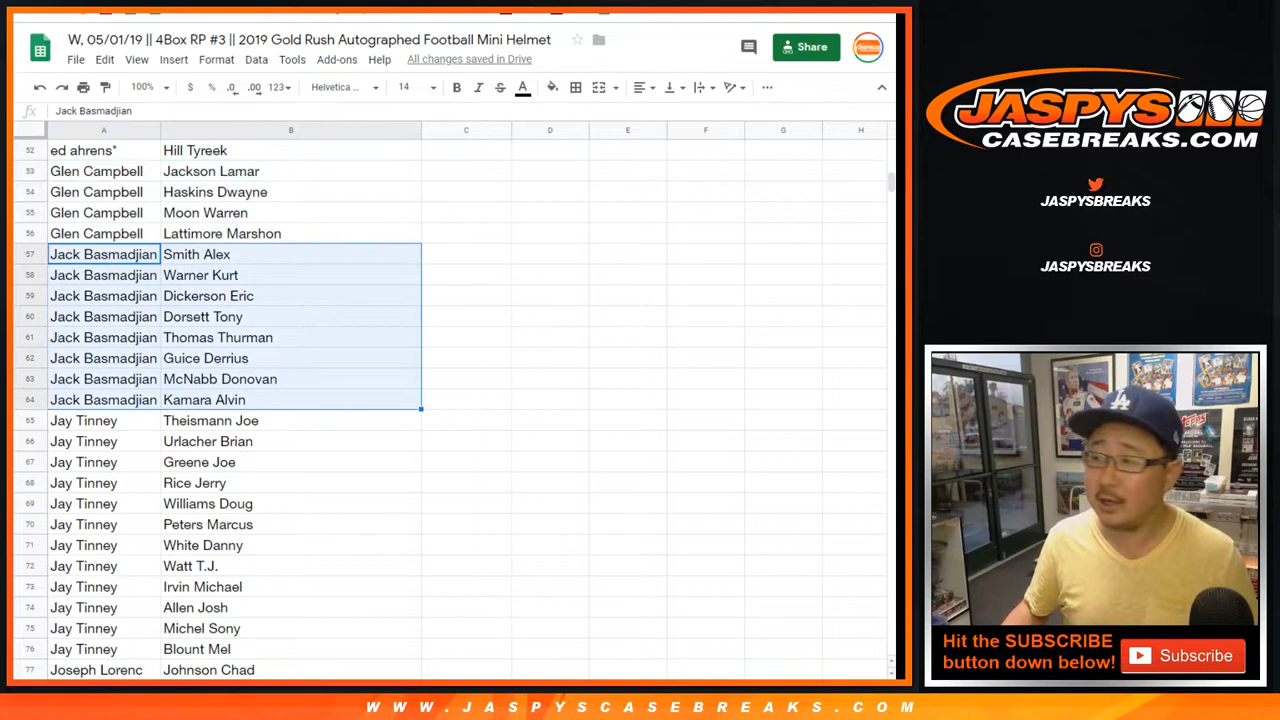 W, 05/01/19 || 4Box RP #3 || 2019 Gold Rush Autographed Football Mini Helmet
File Edit View Insert Format Data Tools Add-ons Help All changes saved in Drive
Share
100% $ % .0 .00 123 Helvetica ... 14 B I S A
fx Jack Basmadjian
A B C D E F G H
52 ed ahrens* Hill Tyreek
53 Glen Campbell Jackson Lamar
54 Glen Campbell Haskins Dwayne
55 Glen Campbell Moon Warren
56 Glen Campbell Lattimore Marshon
57 Jack Basmadjian Smith Alex
58 Jack Basmadjian Warner Kurt
59 Jack Basmadjian Dickerson Eric
60 Jack Basmadjian Dorsett Tony
61 Jack Basmadjian Thomas Thurman
62 Jack Basmadjian Guice Derrius
63 Jack Basmadjian McNabb Donovan
64 Jack Basmadjian Kamara Alvin
65 Jay Tinney Theismann Joe
66 Jay Tinney Urlacher Brian
67 Jay Tinney Greene Joe
68 Jay Tinney Rice Jerry
69 Jay Tinney Williams Doug
70 Jay Tinney Peters Marcus
71 Jay Tinney White Danny
72 Jay Tinney Watt T.J.
73 Jay Tinney Irvin Michael
74 Jay Tinney Allen Josh
75 Jay Tinney Michel Sony
76 Jay Tinney Blount Mel
77 Joseph Lorenc Johnson Chad
JASPYS
CASEBREAKS.COM
JASPYSBREAKS
JASPYSBREAKS
LA
TOPPS
Hit the SUBSCRIBE
button down below!
Subscribe
WWW.JASPYSCASEBREAKS.COM